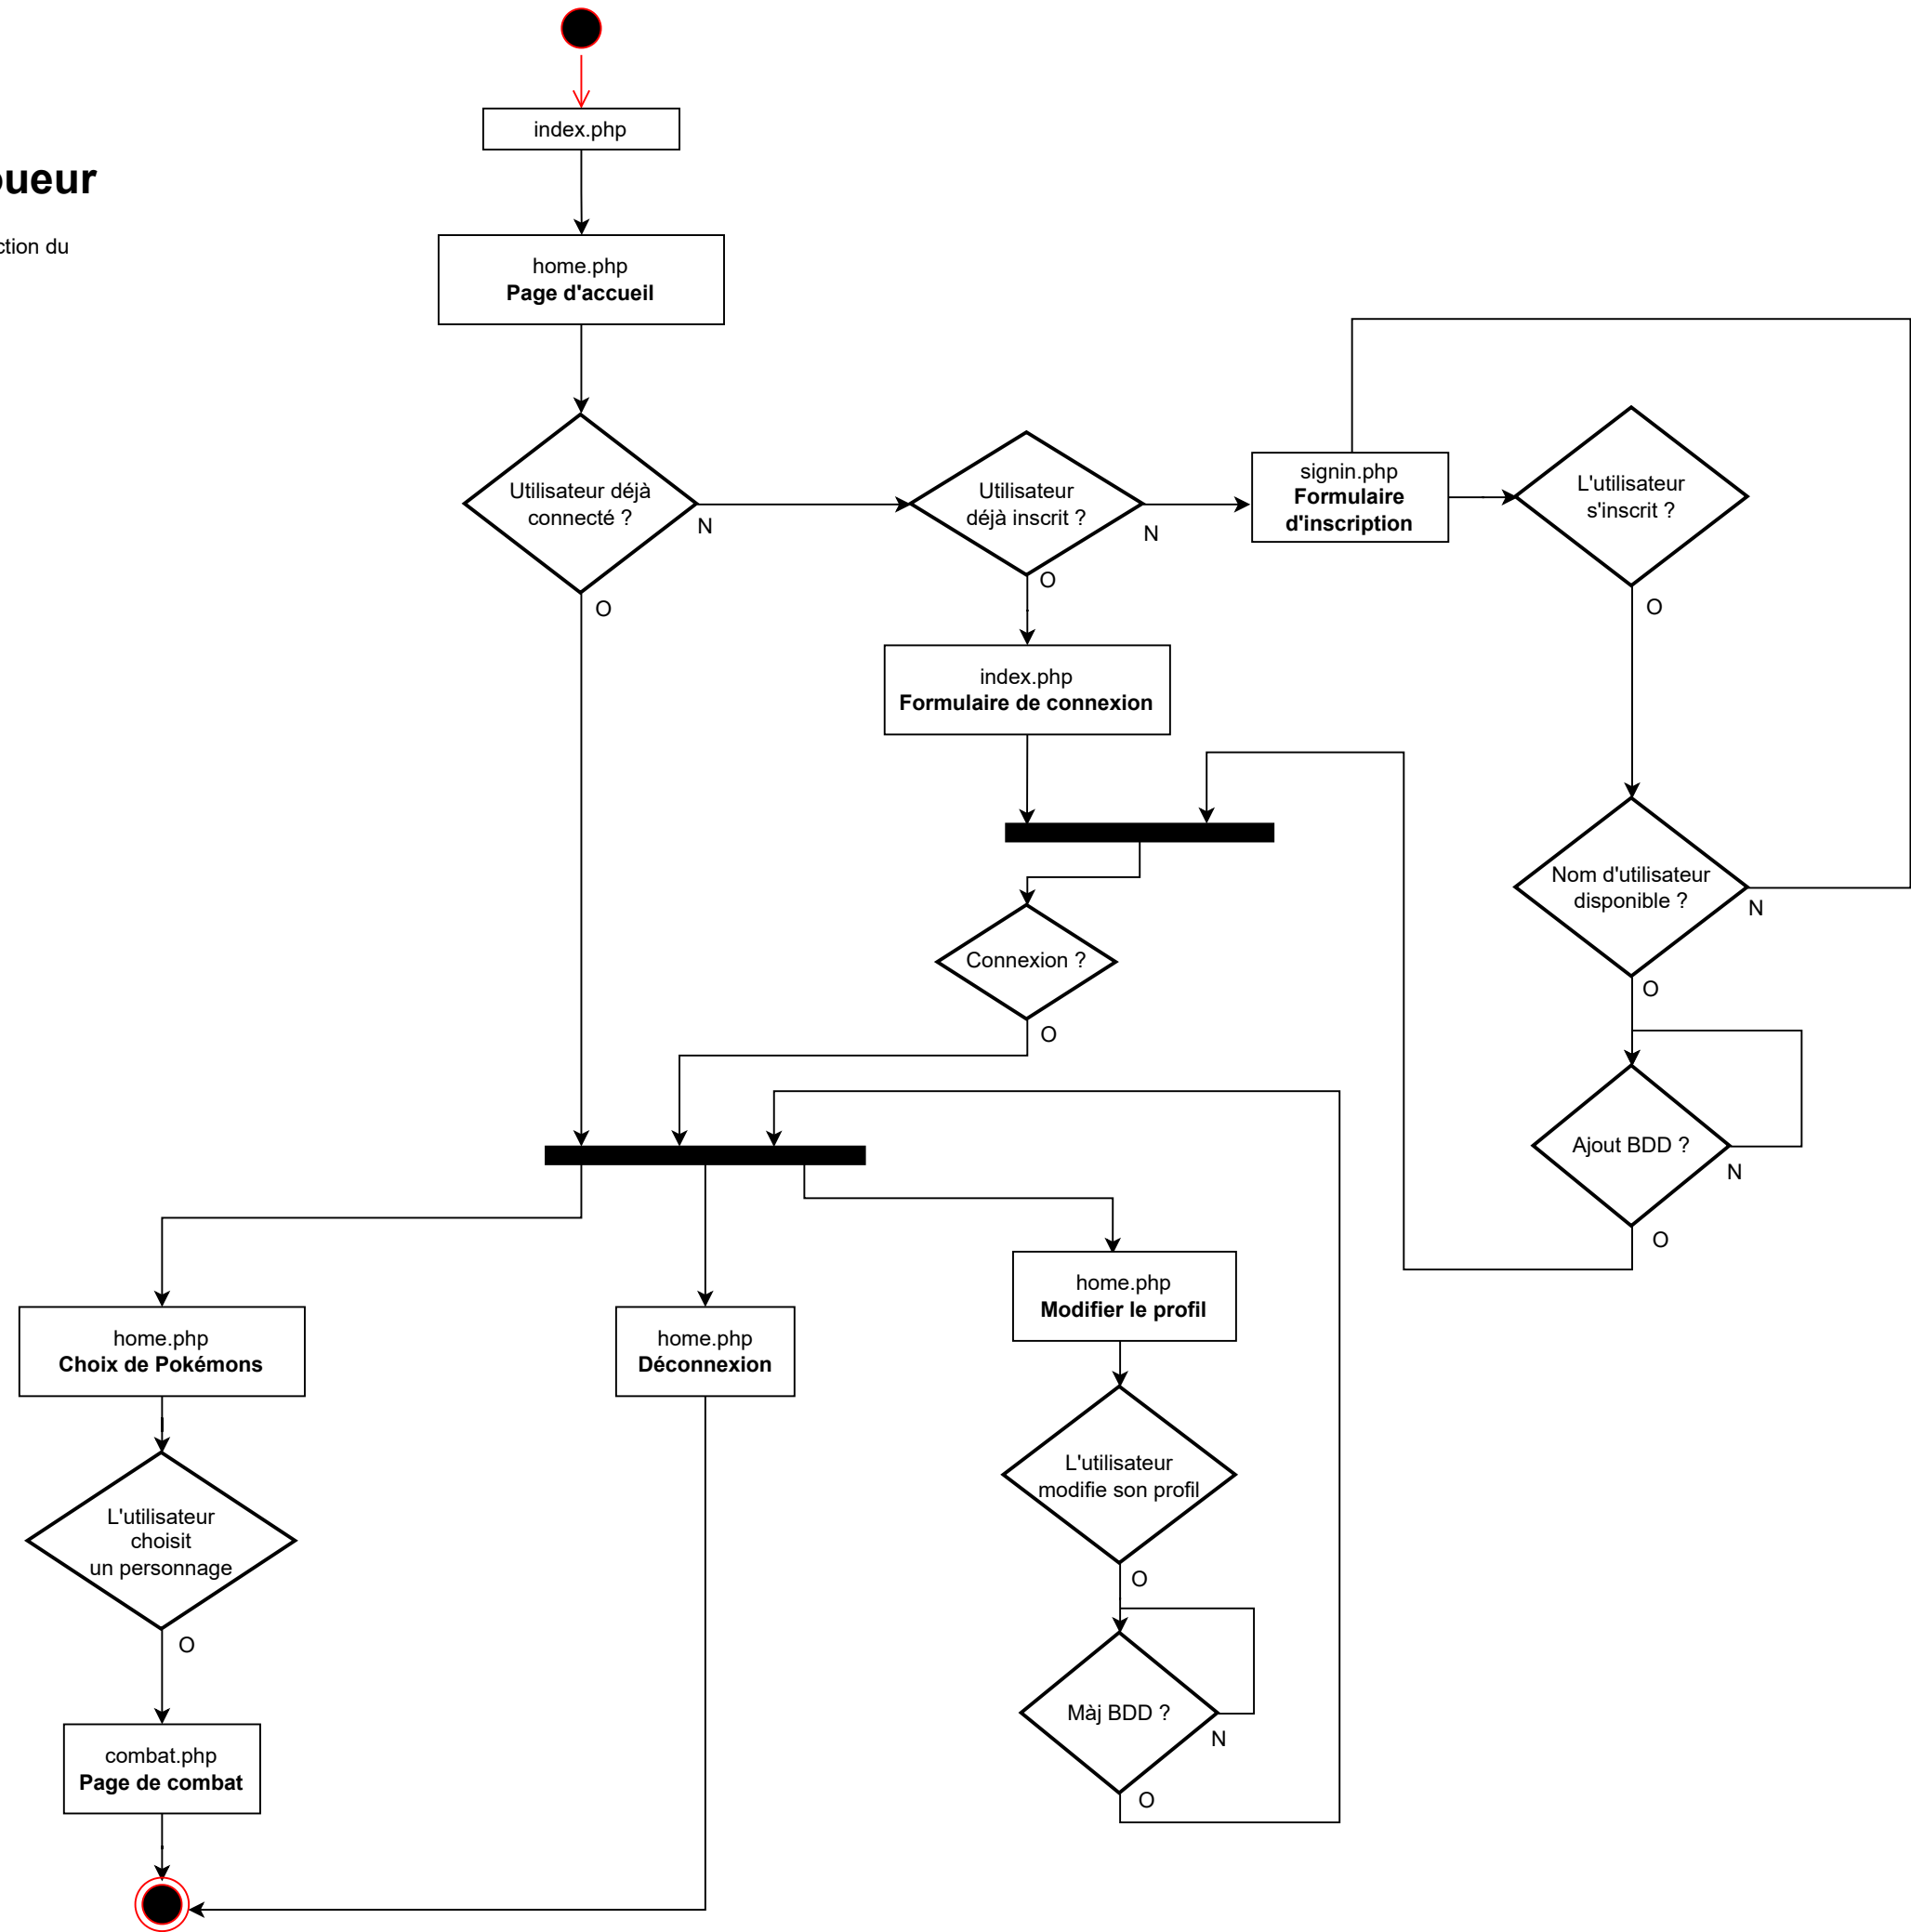 index.php
oueur
ction du
home.php
Page d'accueil
Utilisateur déjà
connecté ?
N
O
Utilisateur
déjà inscrit ?
N
O
signin.php
Formulaire
d'inscription
L'utilisateur
s'inscrit ?
O
index.php
Formulaire de connexion
Nom d'utilisateur
disponible ?
N
O
Connexion ?
O
Ajout BDD ?
N
O
home.php
Choix de Pokémons
home.php
Déconnexion
home.php
Modifier le profil
L'utilisateur
choisit
un personnage
O
L'utilisateur
modifie son profil
O
Màj BDD ?
N
O
combat.php
Page de combat